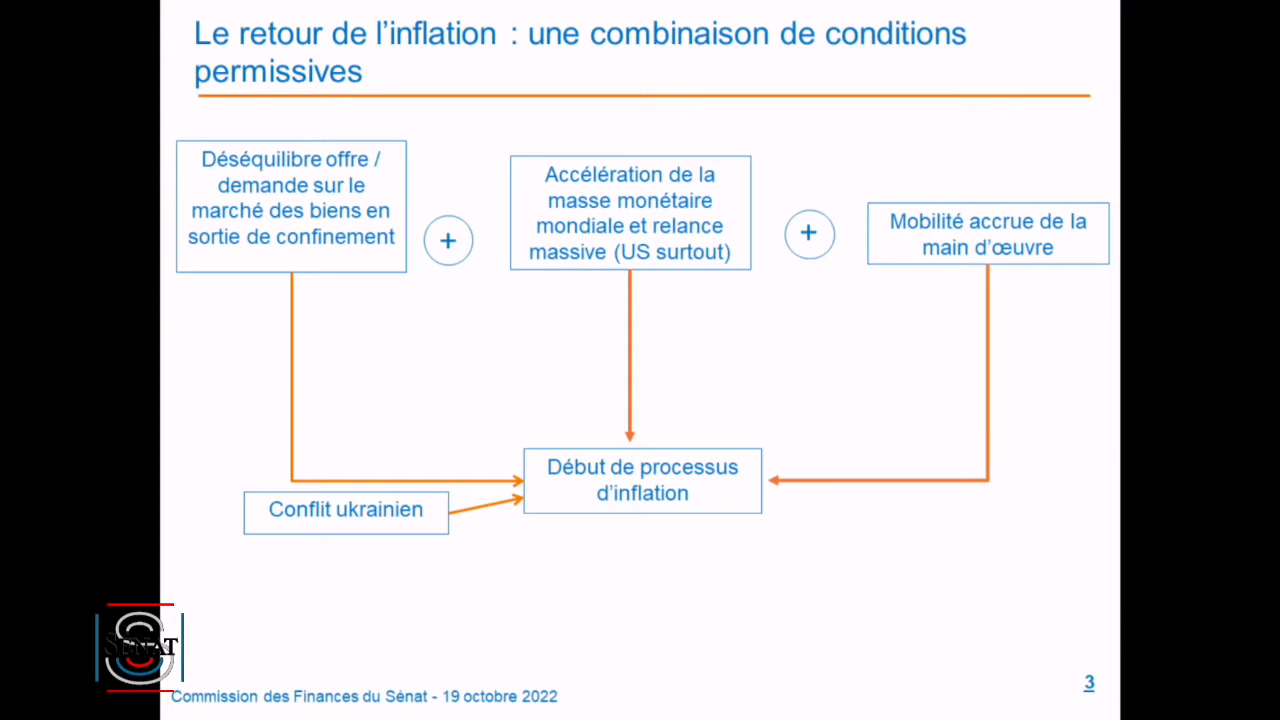 Le retour de l’inflation : une combinaison de conditions
permissives
Déséquilibre offre /
demande sur le
marché des biens en
sortie de confinement
+
Accélération de la
masse monétaire
mondiale et relance
massive (US surtout)
+
Mobilité accrue de la
main d’œuvre
Début de processus
d’inflation
Conflit ukrainien
SÉNAT
Commission des Finances du Sénat - 19 octobre 2022
3